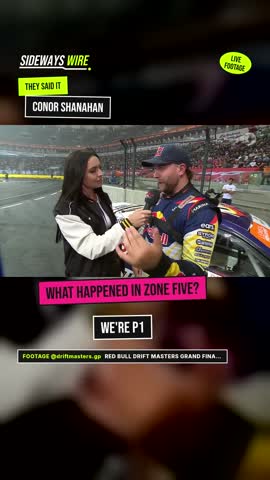 SIDEWAYS WIRE.
LIVE
FOOTAGE
THEY SAID IT
CONOR SHANAHAN
WHAT HAPPENED IN ZONE FIVE?
WE'RE P1
FOOTAGE @driftmasters.gp RED BULL DRIFT MASTERS GRAND FINA...